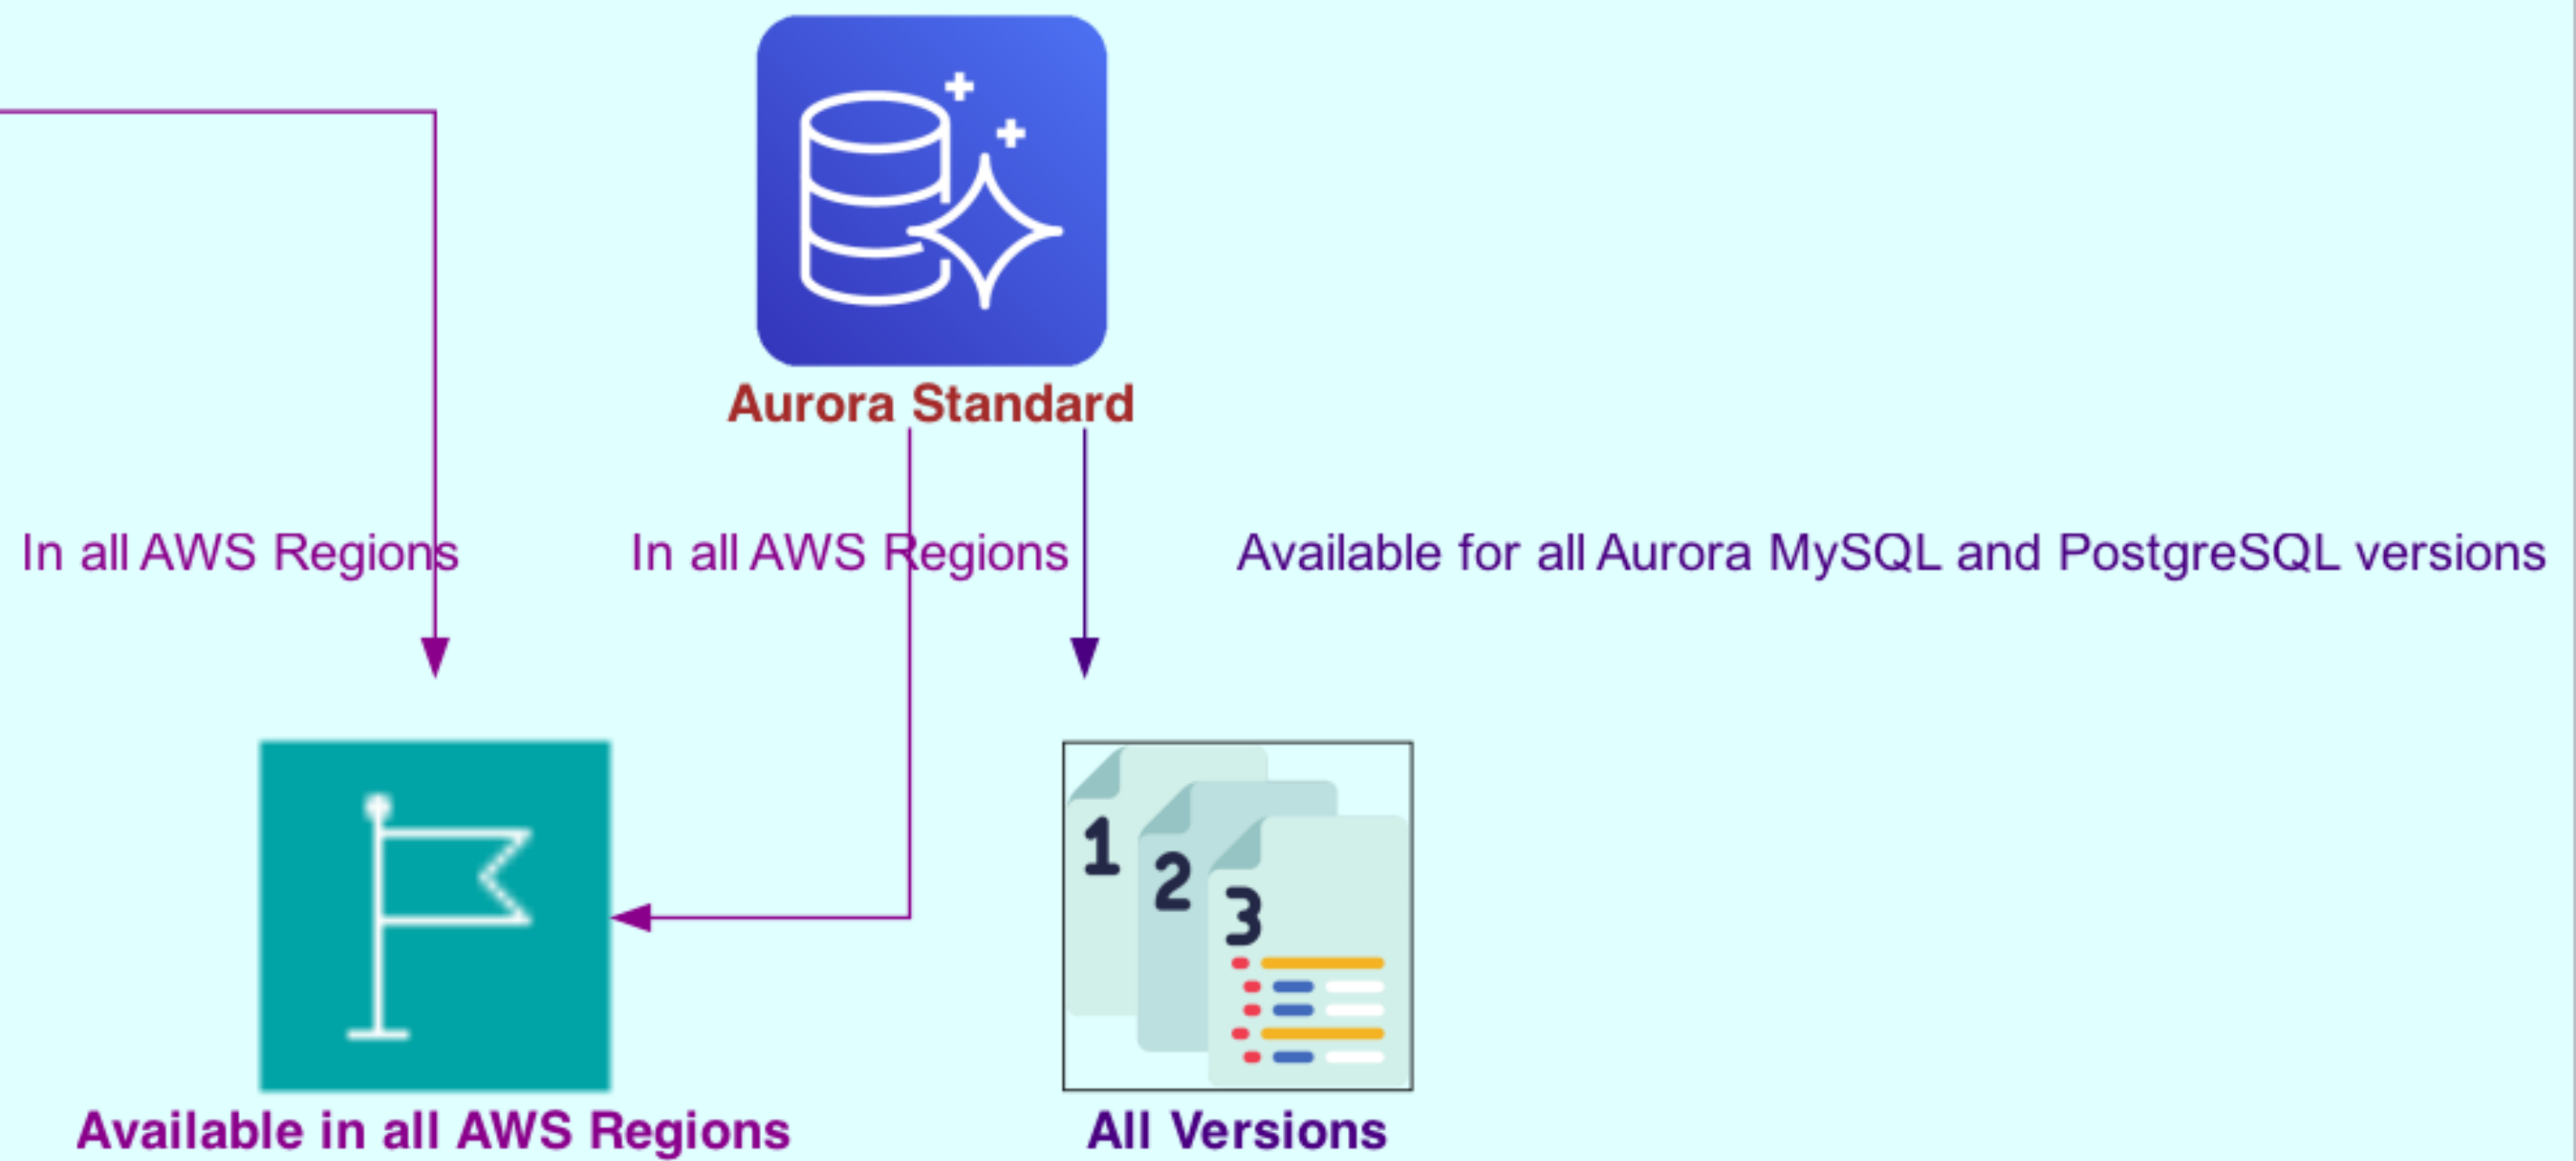 Aurora Standard
In all AWS Regions
In all AWS Regions
Available for all Aurora MySQL and PostgreSQL versions
1
2
3
Available in all AWS Regions
All Versions